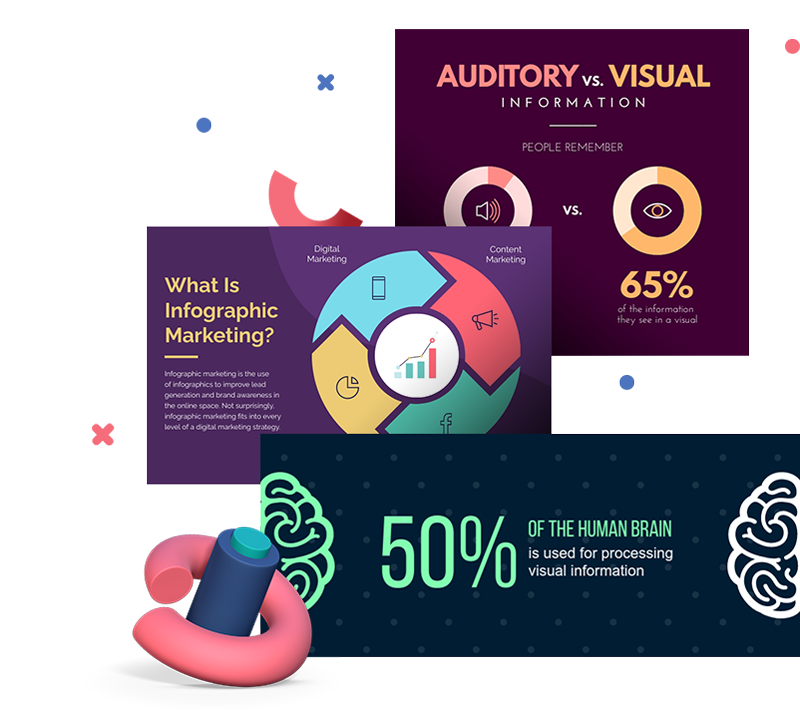 AUDITORY vs. VISUAL
INFORMATION
PEOPLE REMEMBER
vs.
65%
of the information
they see in a visual
Digital
Marketing
Content
Marketing
What Is
Infographic
Marketing?
Infographic marketing is the use
of infographics to improve lead
generation and brand awareness in
the online space. Not surprisingly,
infographic marketing fits into every
level of a digital marketing strategy.
f
50%
OF THE HUMAN BRAIN
is used for processing
visual information